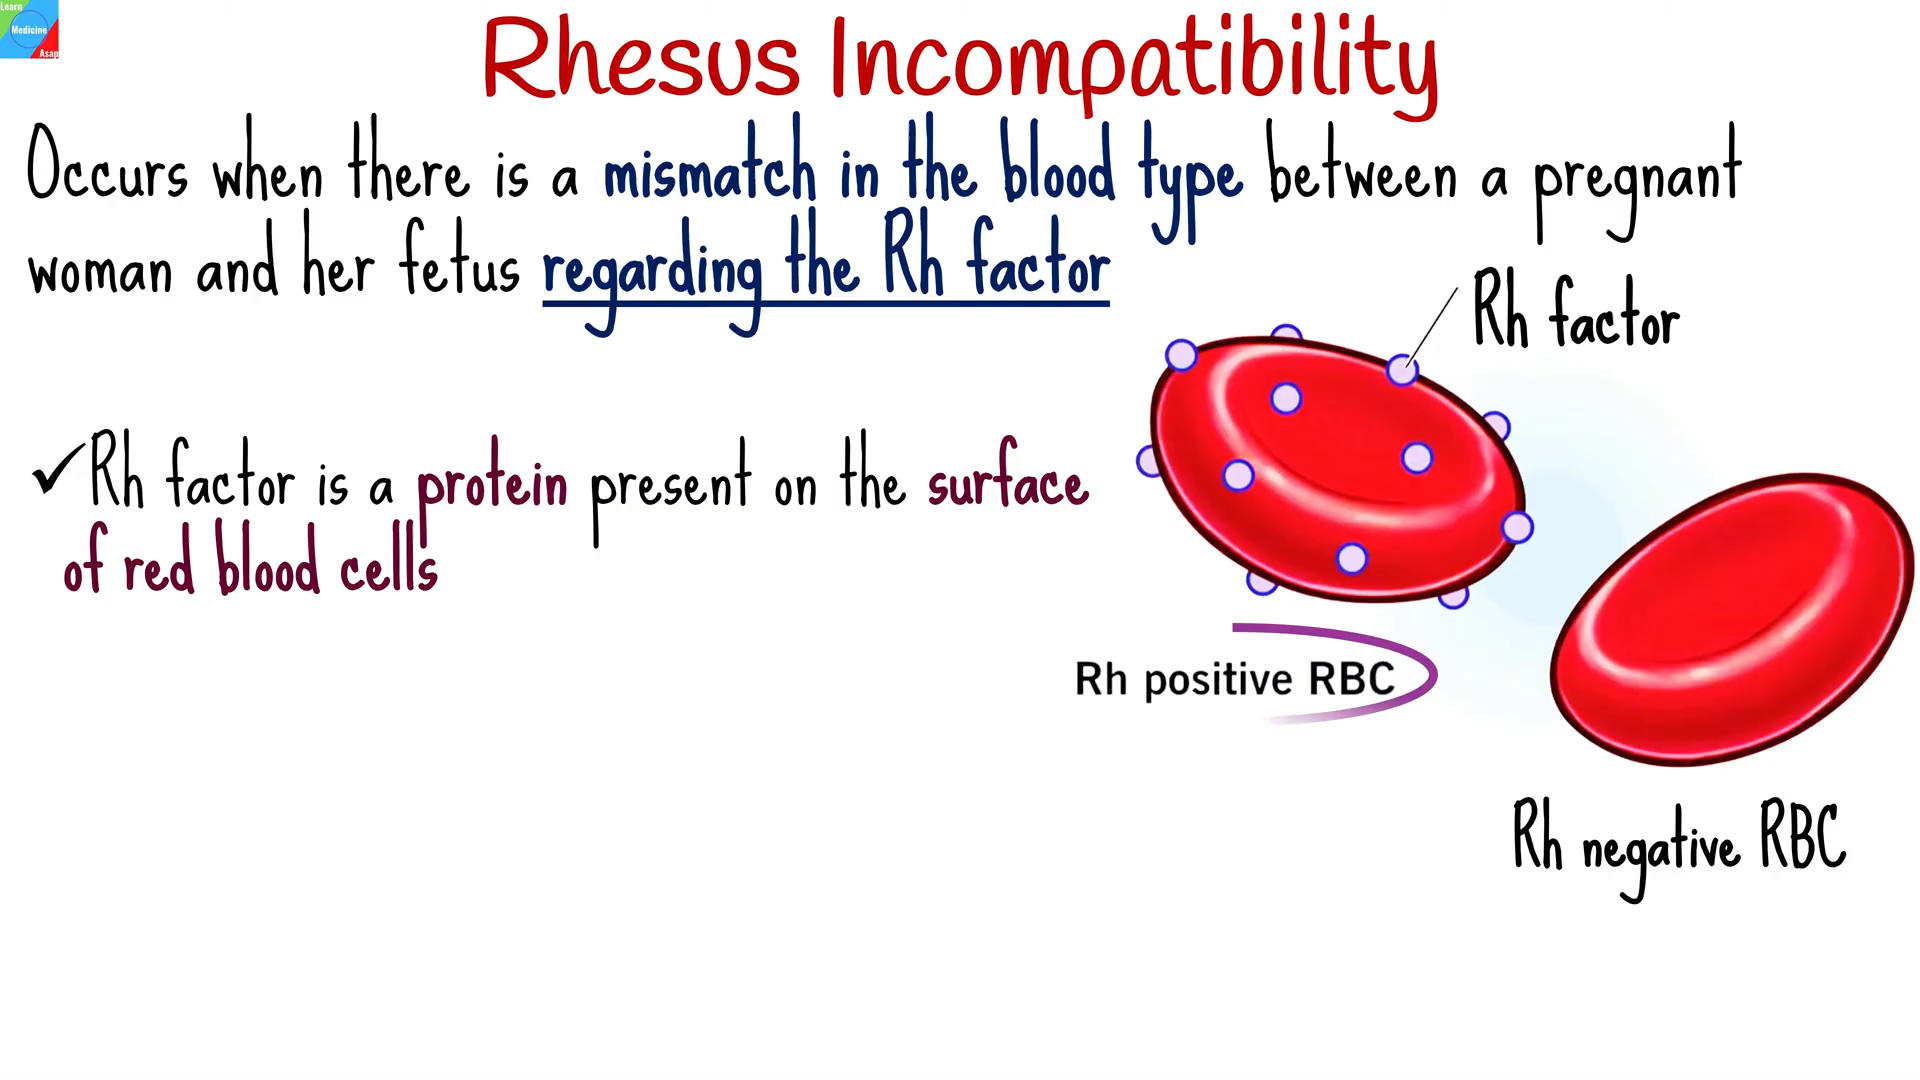 Learn
Medicine
Asap
Rhesus Incompatibility
Occurs when there is a mismatch in the blood type between a pregnant
woman and her fetus regarding the Rh factor
Rh factor
✓Rh factor is a protein present on the surface
of red blood cells
Rh positive RBC
Rh negative RBC